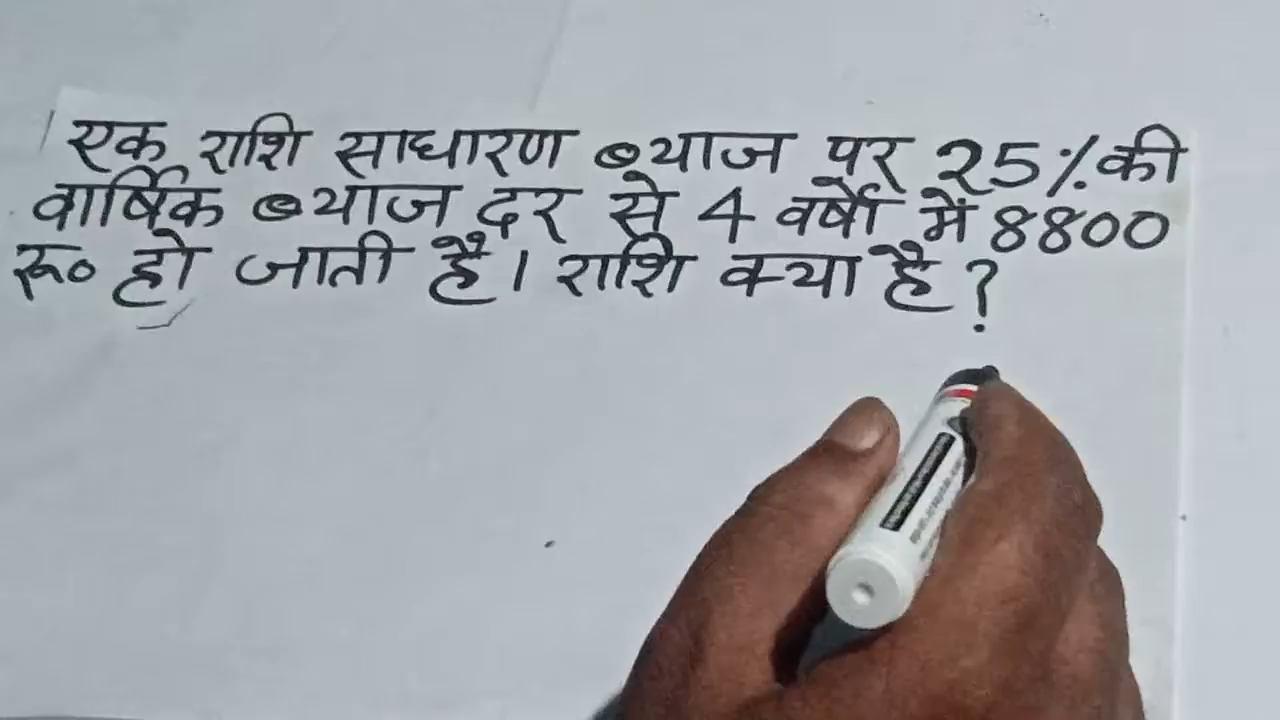 एक राशि साधारण ब्याज पर 25% की
वार्षिक ब्याज दर से 4 वर्षों में 8800
रू० हो जाती है। राशि क्या है?